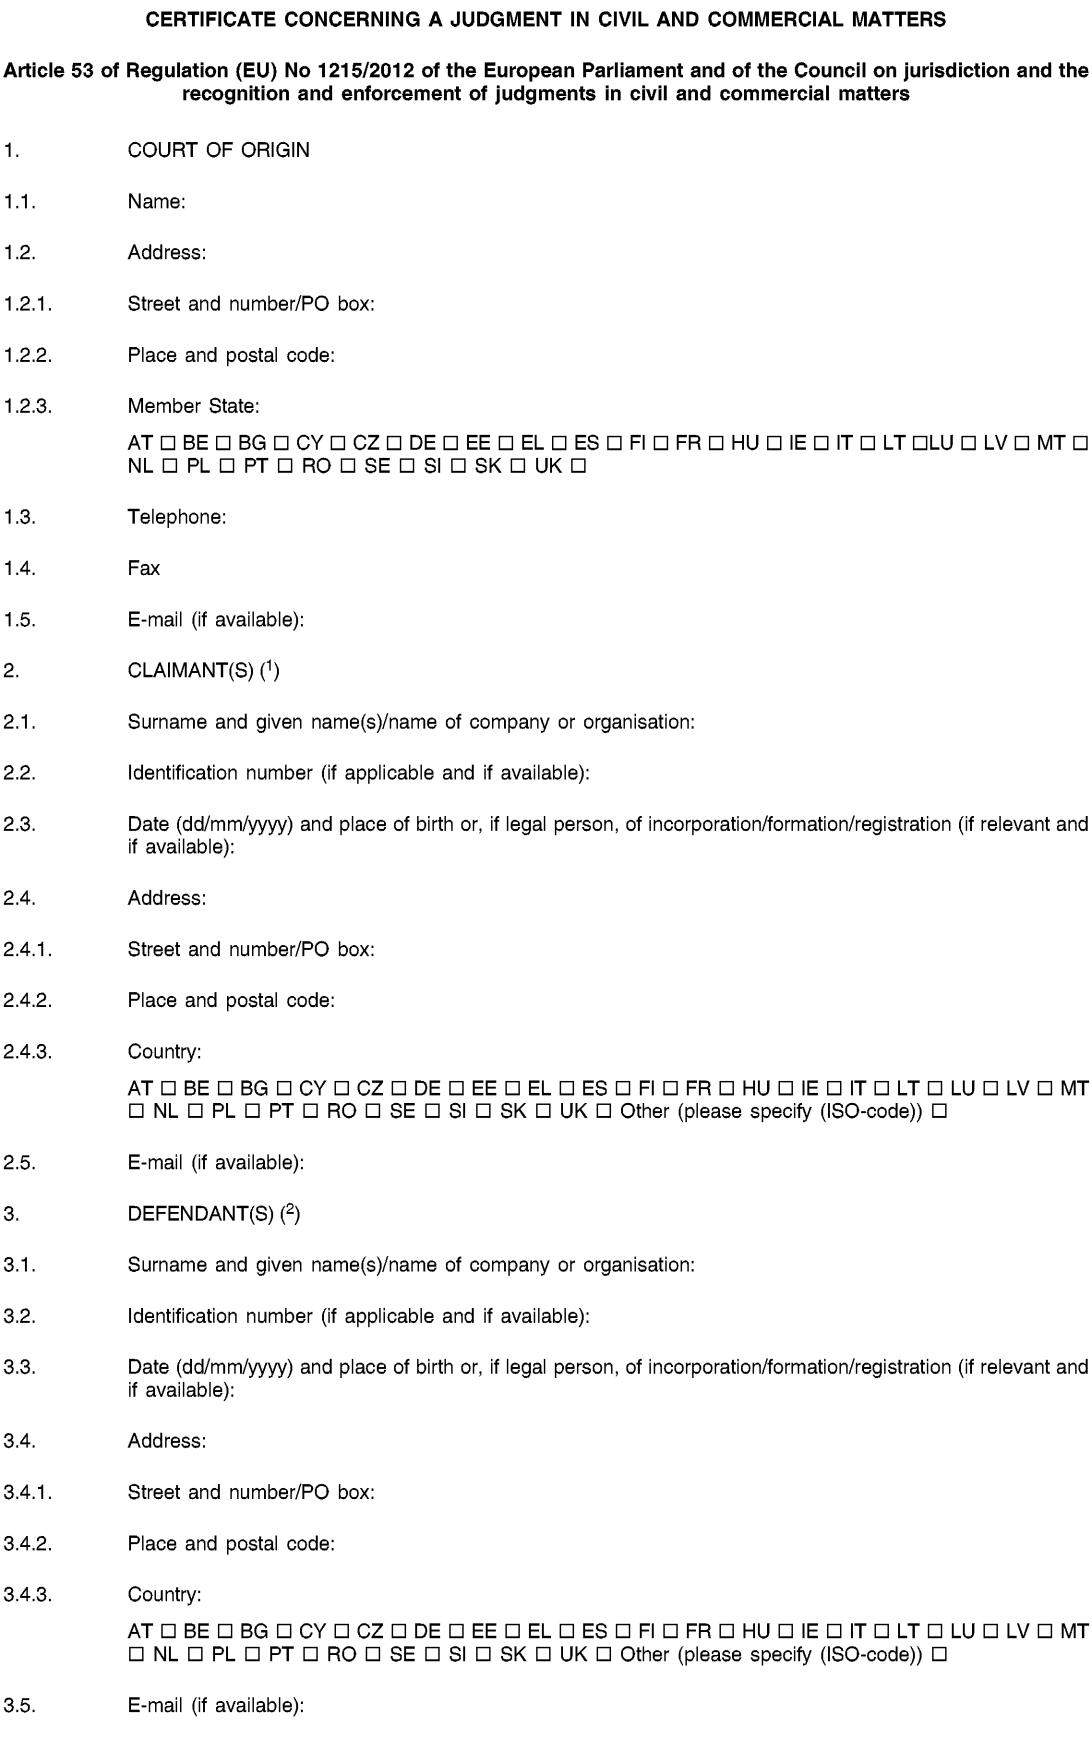 CERTIFICATE CONCERNING A JUDGMENT IN CIVIL AND COMMERCIAL MATTERS
Article 53 of Regulation (EU) No 1215/2012 of the European Parliament and of the Council on jurisdiction and the
recognition and enforcement of judgments in civil and commercial matters
1. COURT OF ORIGIN
1.1. Name:
1.2. Address:
1.2.1. Street and number/PO box:
1.2.2. Place and postal code:
1.2.3. Member State:
AT □ BE □ BG □ CY □ CZ □ DE □ EE □ EL □ ES □ FI □ FR □ HU □ IE □ IT □ LT □LU □ LV □ MT □
NL □ PL □ PT □ RO □ SE □ SI □ SK □ UK □
1.3. Telephone:
1.4. Fax
1.5. E-mail (if available):
2. CLAIMANT(S) (¹)
2.1. Surname and given name(s)/name of company or organisation:
2.2. Identification number (if applicable and if available):
2.3. Date (dd/mm/yyyy) and place of birth or, if legal person, of incorporation/formation/registration (if relevant and
if available):
2.4. Address:
2.4.1. Street and number/PO box:
2.4.2. Place and postal code:
2.4.3. Country:
AT □ BE □ BG □ CY □ CZ □ DE □ EE □ EL □ ES □ FI □ FR □ HU □ IE □ IT □ LT □ LU □ LV □ MT
□ NL □ PL □ PT □ RO □ SE □ SI □ SK □ UK □ Other (please specify (ISO-code)) □
2.5. E-mail (if available):
3. DEFENDANT(S) (²)
3.1. Surname and given name(s)/name of company or organisation:
3.2. Identification number (if applicable and if available):
3.3. Date (dd/mm/yyyy) and place of birth or, if legal person, of incorporation/formation/registration (if relevant and
if available):
3.4. Address:
3.4.1. Street and number/PO box:
3.4.2. Place and postal code:
3.4.3. Country:
AT □ BE □ BG □ CY □ CZ □ DE □ EE □ EL □ ES □ FI □ FR □ HU □ IE □ IT □ LT □ LU □ LV □ MT
□ NL □ PL □ PT □ RO □ SE □ SI □ SK □ UK □ Other (please specify (ISO-code)) □
3.5. E-mail (if available):